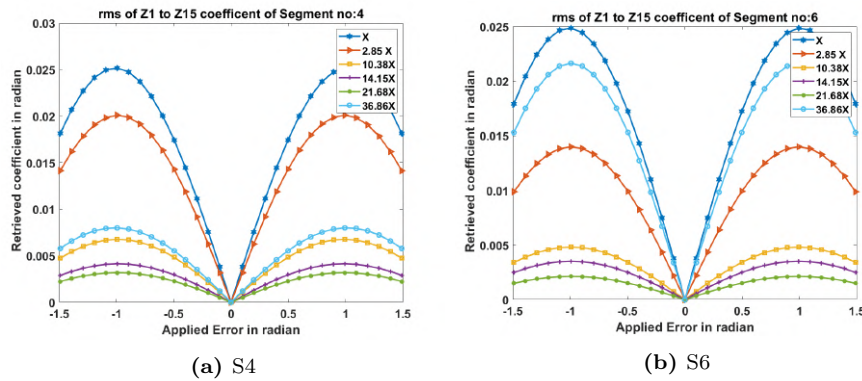 rms of Z1 to Z15 coefficent of Segment no:4
0.03
0.025
0.02
0.015
0.01
0.005
0
Retrieved coefficient in radian
X
2.85 X
10.38X
14.15X
21.68X
36.86X
-1.5 -1 -0.5 0 0.5 1 1.5
Applied Error in radian
(a) S4
rms of Z1 to Z15 coefficent of Segment no:6
0.025
0.02
0.015
0.01
0.005
0
Retrieved coefficient in radian
X
2.85 X
10.38X
14.15X
21.68X
36.86X
-1.5 -1 -0.5 0 0.5 1 1.5
Applied Error in radian
(b) S6